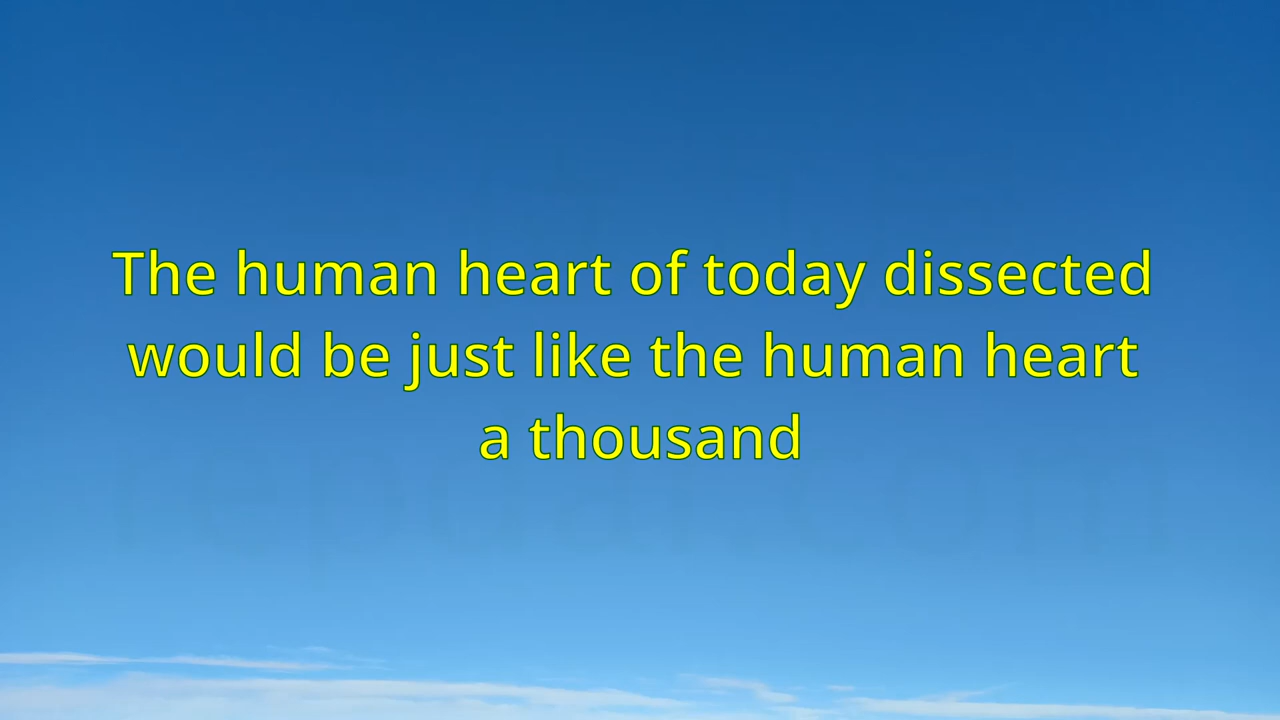 The human heart of today dissected
would be just like the human heart
a thousand